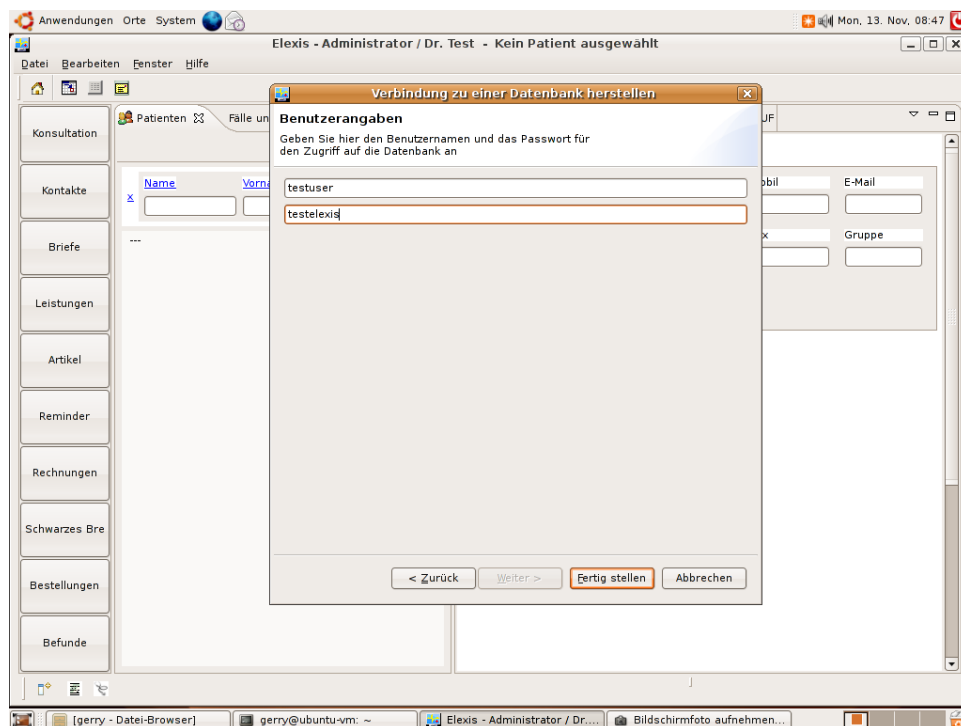 Anwendungen Orte System
Mon, 13. Nov, 08:47
Elexis - Administrator / Dr. Test - Kein Patient ausgewählt
Datei Bearbeiten Fenster Hilfe
Verbindung zu einer Datenbank herstellen
Benutzerangaben
Geben Sie hier den Benutzernamen und das Passwort für
den Zugriff auf die Datenbank an
testuser
testelexis
< Zurück
Weiter >
Fertig stellen
Abbrechen
Konsultation
Kontakte
Briefe
Leistungen
Artikel
Reminder
Rechnungen
Schwarzes Bre
Bestellungen
Befunde
Patienten
Fälle un
UF
Name
Vorna
x
---
obil
E-Mail
x
Gruppe
[gerry - Datei-Browser]
gerry@ubuntu-vm: ~
Elexis - Administrator / Dr....
Bildschirmfoto aufnehmen...